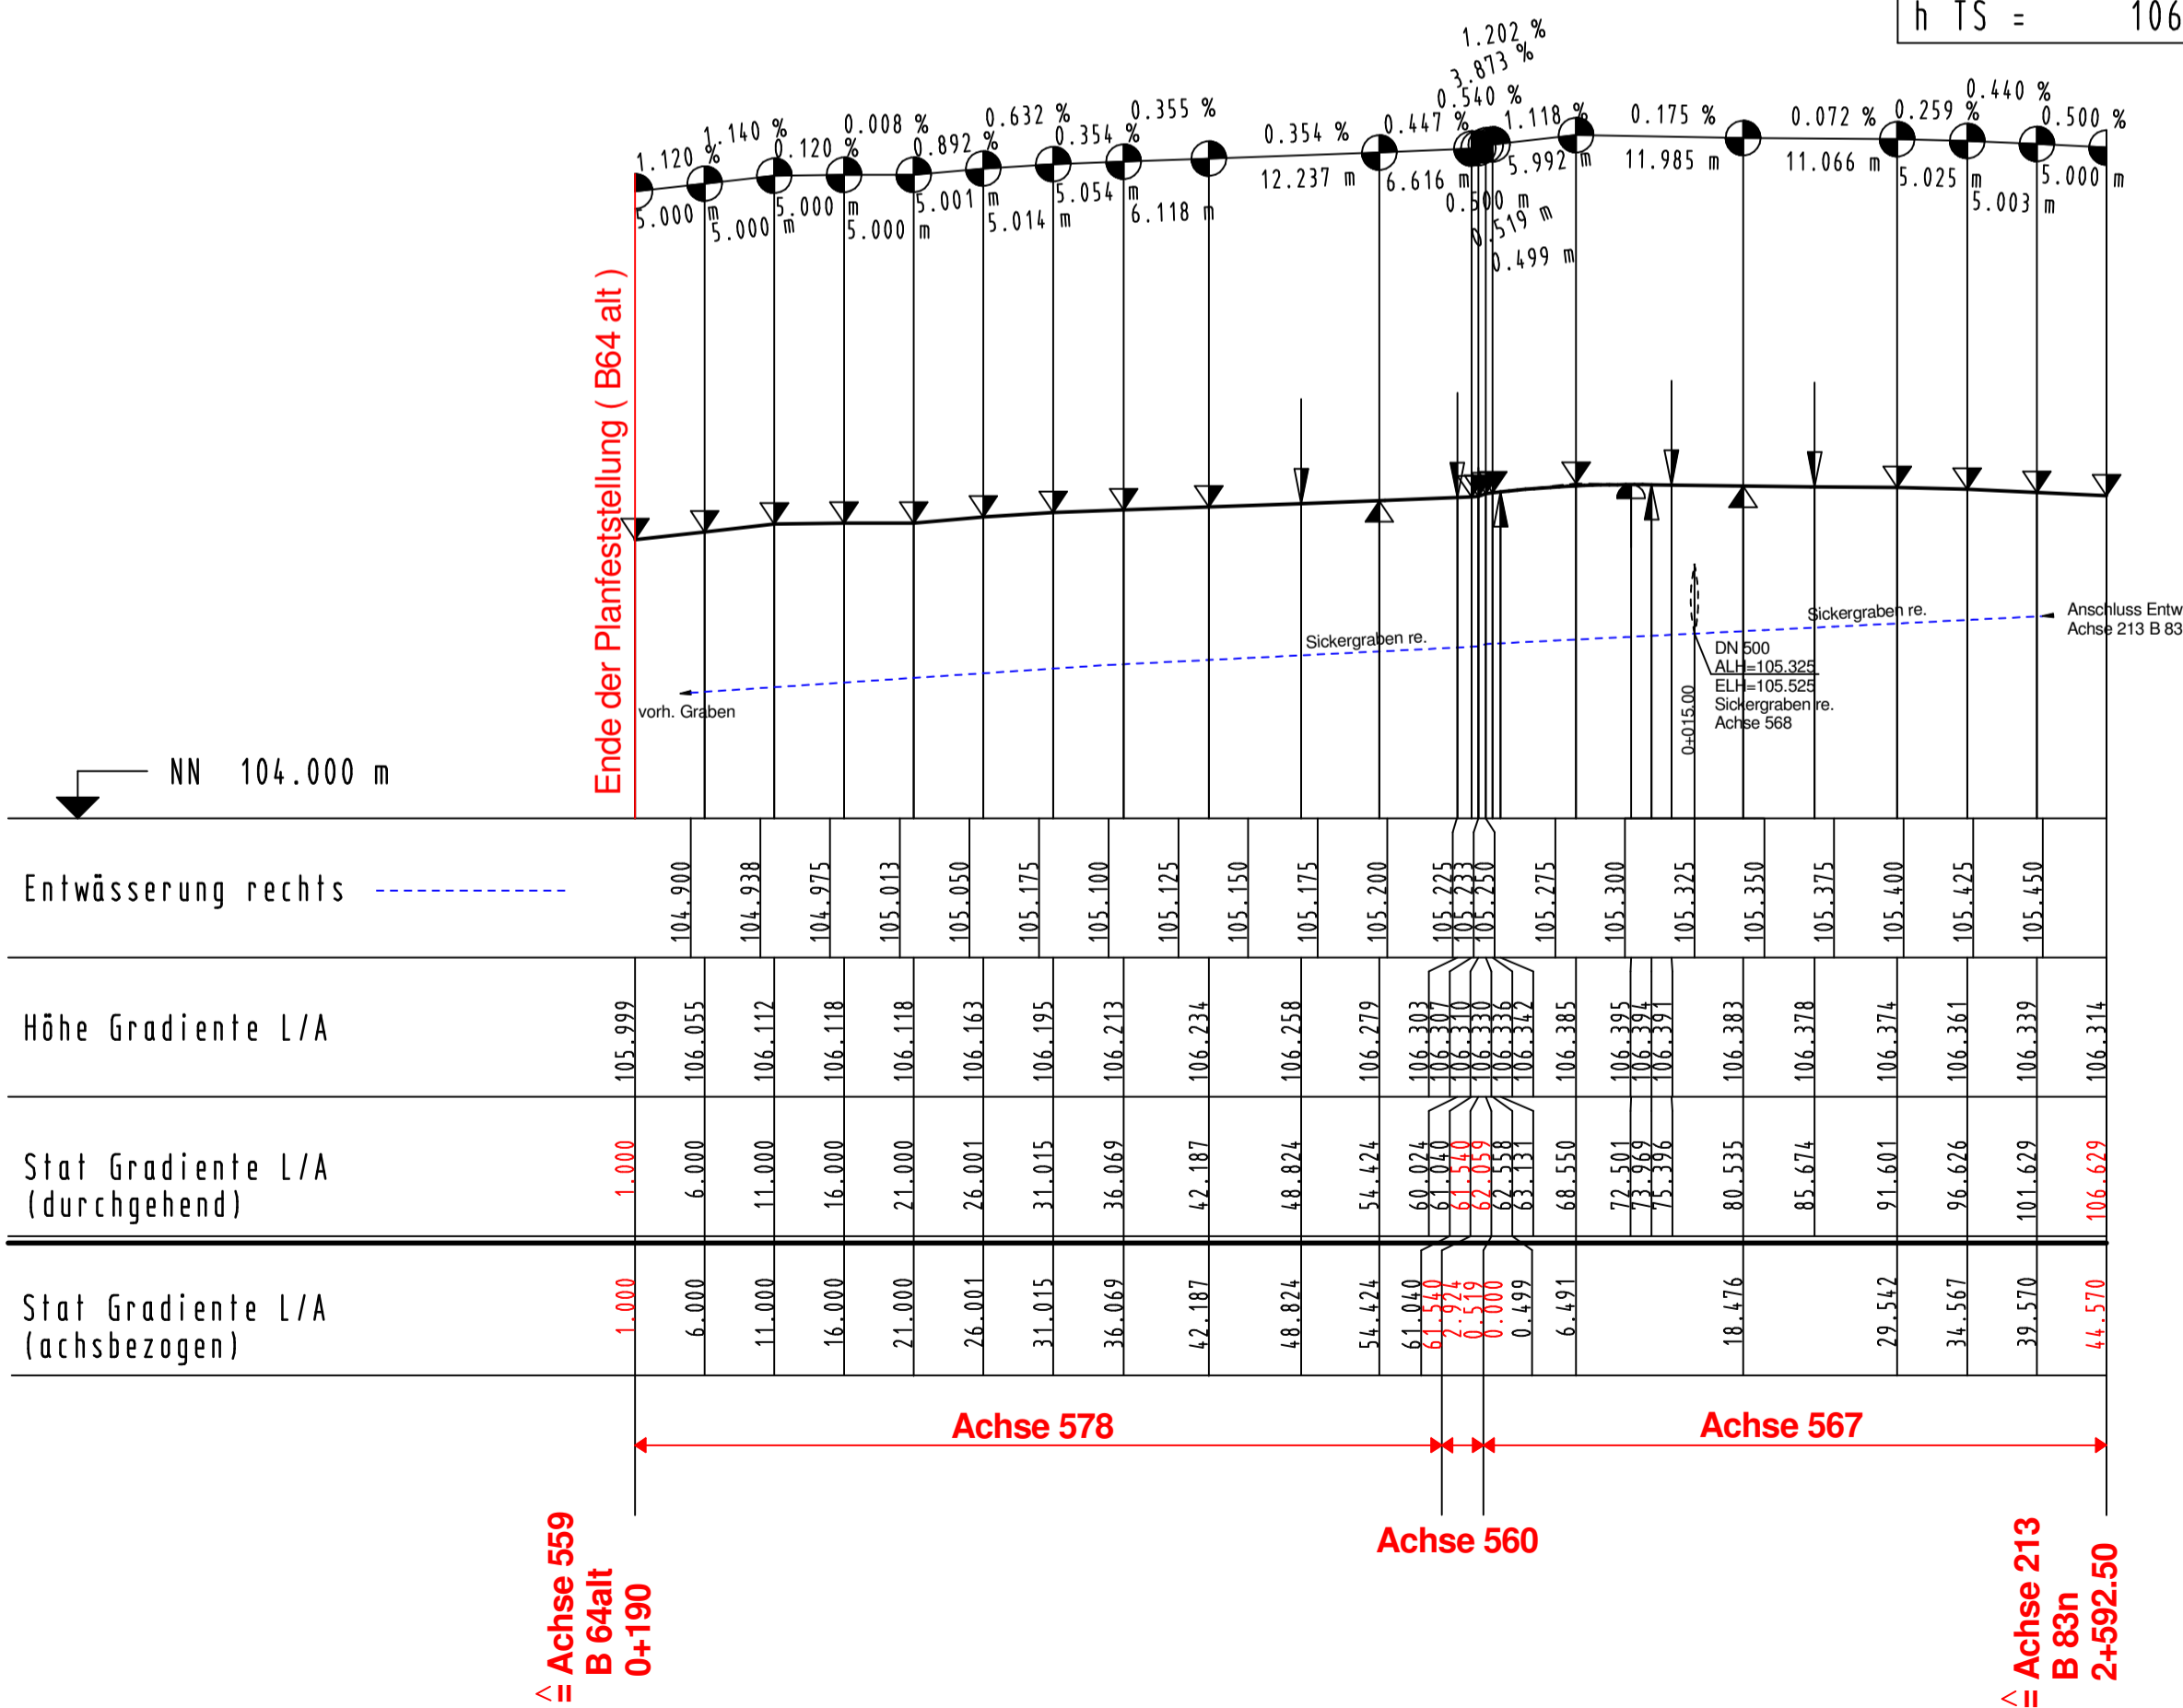 h TS = 106
1.202 %
3.873 %
0.540 %
1.120 %
1.140 %
0.120 %
0.008 %
0.892 %
0.632 %
0.354 %
0.355 %
0.354 %
0.447 %
1.118 %
0.175 %
0.072 %
0.259 %
0.440 %
0.500 %
5.000 m
5.000 m
5.000 m
5.000 m
5.001 m
5.014 m
5.054 m
6.118 m
12.237 m
6.616 m
0.500 m
0.519 m
0.499 m
5.992 m
11.985 m
11.066 m
5.025 m
5.003 m
5.000 m
Ende der Planfeststellung ( B64 alt )
Sickergraben re.
Sickergraben re.
Anschluss Entw
Achse 213 B 83
vorh. Graben
DN 500
ALH=105.325
ELH=105.525
Sickergraben re.
Achse 568
0+015.00
NN 104.000 m
Entwässerung rechts
104.900 104.938 104.975 105.013 105.050 105.175 105.100 105.125 105.150 105.175 105.200 105.225 105.233 105.250 105.275 105.300 105.325 105.350 105.375 105.400 105.425 105.450
Höhe Gradiente L/A
105.999 106.055 106.112 106.118 106.118 106.163 106.195 106.213 106.234 106.258 106.279 106.303 106.307 106.310 106.330 106.336 106.342 106.385 106.395 106.394 106.391 106.383 106.378 106.374 106.361 106.339 106.314
Stat Gradiente L/A
(durchgehend)
1.000 6.000 11.000 16.000 21.000 26.001 31.015 36.069 42.187 48.824 54.424 60.024 61.040 61.540 62.059 62.558 63.131 68.550 72.501 73.969 75.396 80.535 85.674 91.601 96.626 101.629 106.629
Stat Gradiente L/A
(achsbezogen)
1.000 6.000 11.000 16.000 21.000 26.001 31.015 36.069 42.187 48.824 54.424 61.040 61.540 2.924 0.519 0.000 0.499 6.491 18.476 29.542 34.567 39.570 44.570
Achse 578
Achse 567
Achse 560
≙ Achse 559
B 64alt
0+190
≙ Achse 213
B 83n
2+592.50